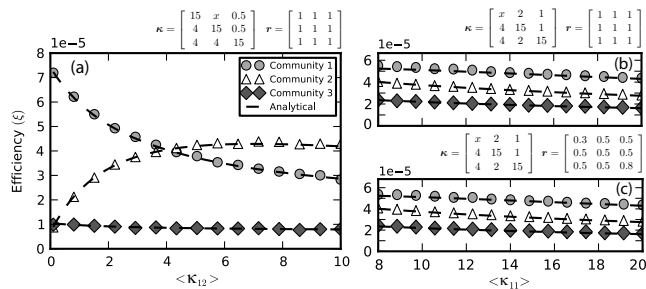 κ = [ 15 x 0.5 ] r = [ 1 1 1 ]
[ 4 15 0.5 ] [ 1 1 1 ]
[ 4 4 15 ] [ 1 1 1 ]
1e−5
(a)
Community 1
Community 2
Community 3
Analytical
Efficiency (ξ)
8
7
6
5
4
3
2
1
0
0 2 4 6 8 10
<κ12>
κ = [ x 2 1 ] r = [ 1 1 1 ]
[ 4 15 1 ] [ 1 1 1 ]
[ 4 2 15 ] [ 1 1 1 ]
1e−5
(b)
6
4
2
0
κ = [ x 2 1 ] r = [ 0.3 0.5 0.5 ]
[ 4 15 1 ] [ 0.5 0.5 0.5 ]
[ 4 2 15 ] [ 0.5 0.5 0.8 ]
1e−5
(c)
6
4
2
0
8 10 12 14 16 18 20
<κ11>